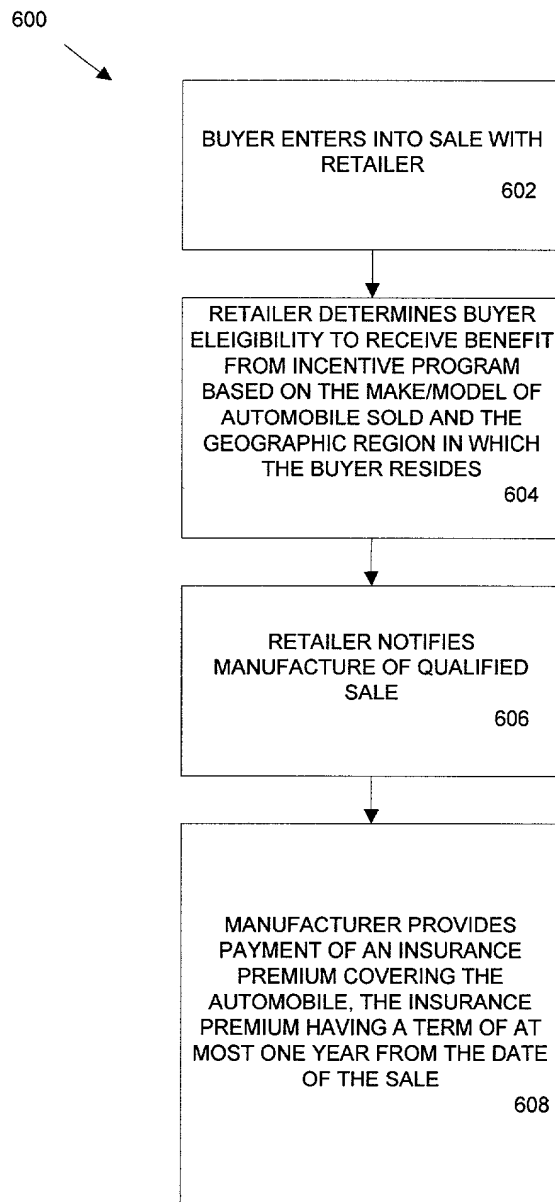 600
BUYER ENTERS INTO SALE WITH
RETAILER
602
RETAILER DETERMINES BUYER
ELEIGIBILITY TO RECEIVE BENEFIT
FROM INCENTIVE PROGRAM
BASED ON THE MAKE/MODEL OF
AUTOMOBILE SOLD AND THE
GEOGRAPHIC REGION IN WHICH
THE BUYER RESIDES
604
RETAILER NOTIFIES
MANUFACTURE OF QUALIFIED
SALE
606
MANUFACTURER PROVIDES
PAYMENT OF AN INSURANCE
PREMIUM COVERING THE
AUTOMOBILE, THE INSURANCE
PREMIUM HAVING A TERM OF AT
MOST ONE YEAR FROM THE DATE
OF THE SALE
608